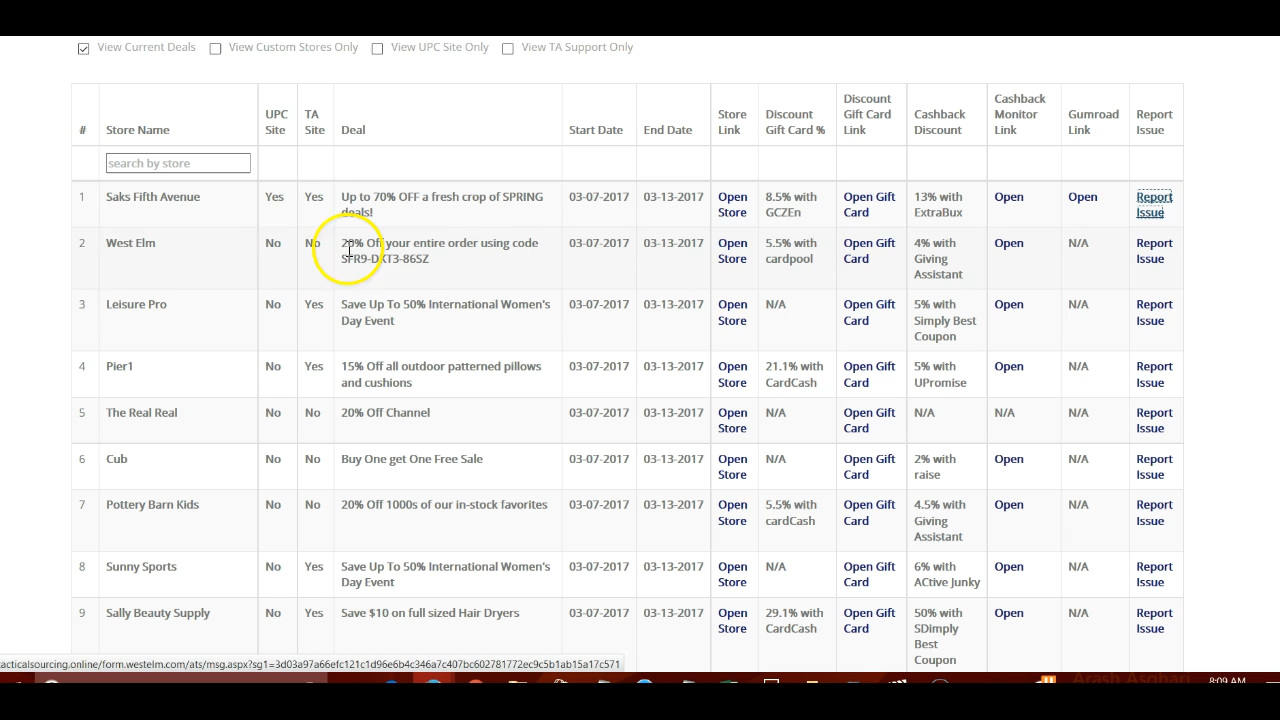 View Current Deals View Custom Stores Only View UPC Site Only View TA Support Only
# Store Name UPC Site TA Site Deal Start Date End Date Store Link Discount Gift Card % Discount Gift Card Link Cashback Discount Cashback Monitor Link Gumroad Link Report Issue
search by store
1 Saks Fifth Avenue Yes Yes Up to 70% OFF a fresh crop of SPRING deals! 03-07-2017 03-13-2017 Open Store 8.5% with GCZEn Open Gift Card 13% with ExtraBux Open Open Report Issue
2 West Elm No No 20% Off your entire order using code SFR9-DKT3-86SZ 03-07-2017 03-13-2017 Open Store 5.5% with cardpool Open Gift Card 4% with Giving Assistant Open N/A Report Issue
3 Leisure Pro No Yes Save Up To 50% International Women's Day Event 03-07-2017 03-13-2017 Open Store N/A Open Gift Card 5% with Simply Best Coupon Open N/A Report Issue
4 Pier1 No Yes 15% Off all outdoor patterned pillows and cushions 03-07-2017 03-13-2017 Open Store 21.1% with CardCash Open Gift Card 5% with UPromise Open N/A Report Issue
5 The Real Real No No 20% Off Channel 03-07-2017 03-13-2017 Open Store N/A Open Gift Card N/A N/A N/A Report Issue
6 Cub No No Buy One get One Free Sale 03-07-2017 03-13-2017 Open Store N/A Open Gift Card 2% with raise Open N/A Report Issue
7 Pottery Barn Kids No No 20% Off 1000s of our in-stock favorites 03-07-2017 03-13-2017 Open Store 5.5% with cardCash Open Gift Card 4.5% with Giving Assistant Open N/A Report Issue
8 Sunny Sports No Yes Save Up To 50% International Women's Day Event 03-07-2017 03-13-2017 Open Store N/A Open Gift Card 6% with ACtive Junky Open N/A Report Issue
9 Sally Beauty Supply No Yes Save $10 on full sized Hair Dryers 03-07-2017 03-13-2017 Open Store 29.1% with CardCash Open Gift Card 50% with SDimply Best Coupon Open N/A Report Issue
tacticalsourcing.online/form.westelm.com/ats/msg.aspx?sg1=3d03a97a66efc121c1d96e6b4c346a7c407bc602781772ec9c5b1ab15a17c571
Arash Asghari
8:09 AM